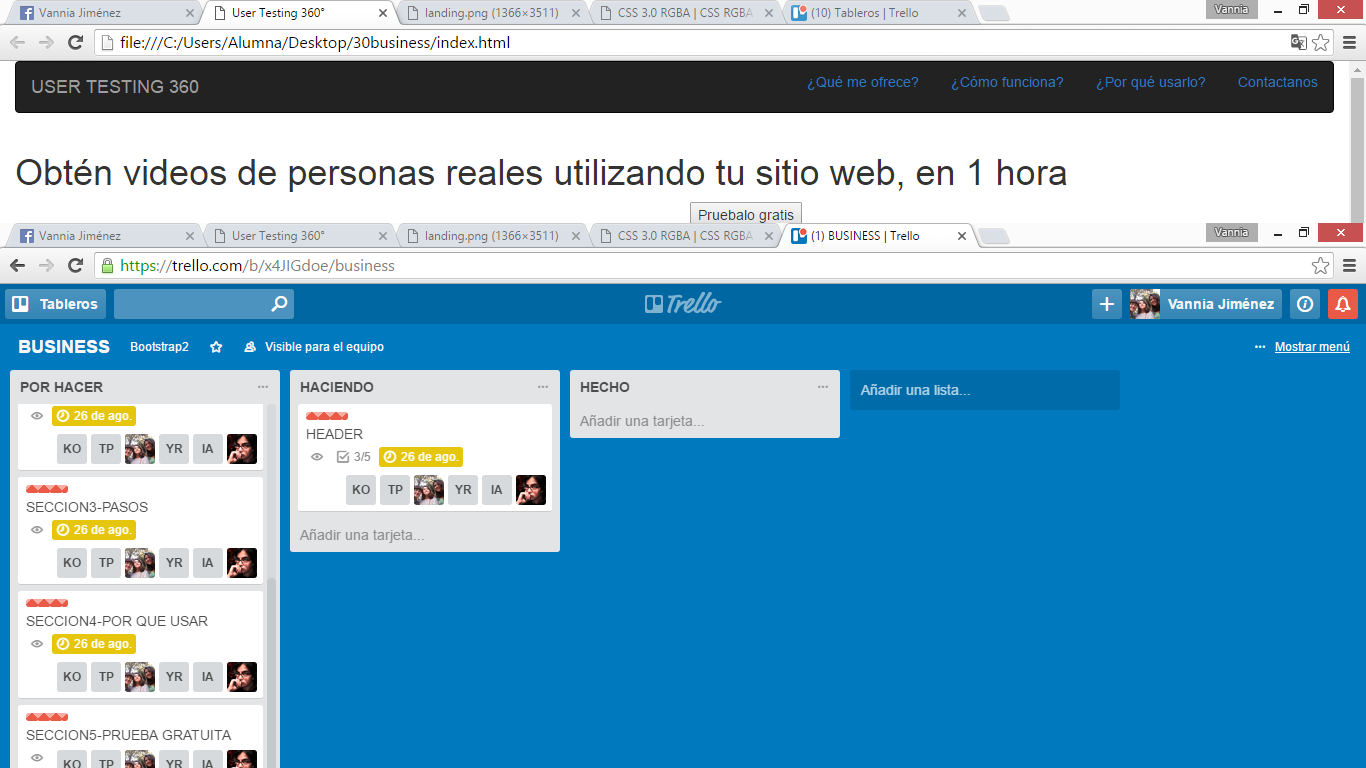 Vannia Jiménez
User Testing 360°
landing.png (1366×3511)
CSS 3.0 RGBA | CSS RGBA
(10) Tableros | Trello
Vannia
file:///C:/Users/Alumna/Desktop/30business/index.html
USER TESTING 360
¿Qué me ofrece?
¿Cómo funciona?
¿Por qué usarlo?
Contactanos
Obtén videos de personas reales utilizando tu sitio web, en 1 hora
Pruebalo gratis
Vannia Jiménez
User Testing 360°
landing.png (1366×3511)
CSS 3.0 RGBA | CSS RGBA
(1) BUSINESS | Trello
Vannia
https://trello.com/b/x4JIGdoe/business
Tableros
Trello
Vannia Jiménez
BUSINESS
Bootstrap2
Visible para el equipo
Mostrar menú
POR HACER
26 de ago.
KO TP YR IA
SECCION3-PASOS
26 de ago.
KO TP YR IA
SECCION4-POR QUE USAR
26 de ago.
KO TP YR IA
SECCION5-PRUEBA GRATUITA
KO TP YR IA
HACIENDO
HEADER
3/5 26 de ago.
KO TP YR IA
Añadir una tarjeta...
HECHO
Añadir una tarjeta...
Añadir una lista...